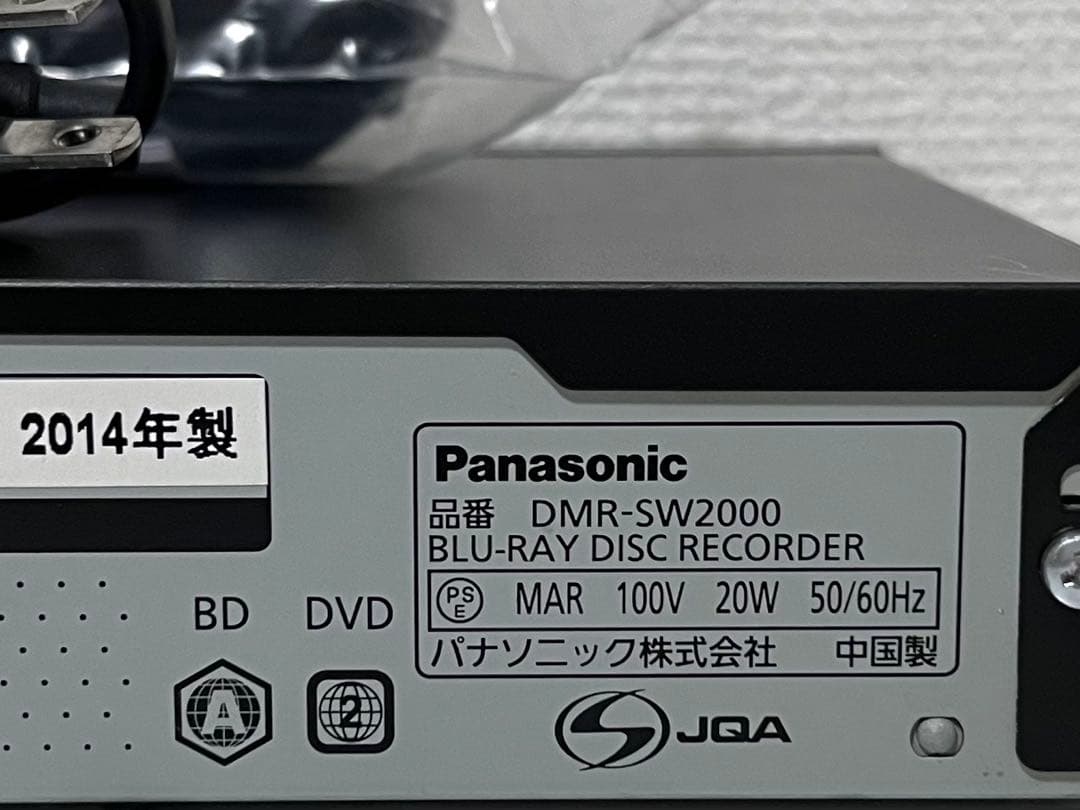 2014年製
Panasonic
品番 DMR-SW2000
BLU-RAY DISC RECORDER
PS E MAR 100V 20W 50/60Hz
パナソニック株式会社 中国製
BD DVD
A 2
JQA